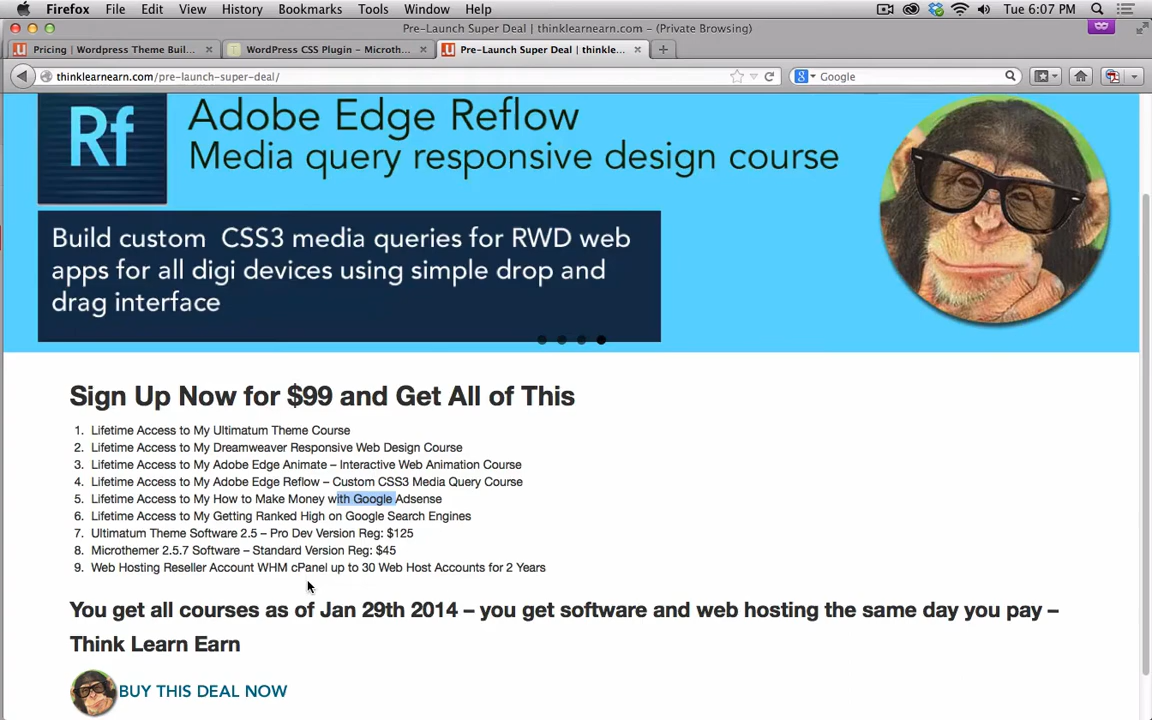 Firefox File Edit View History Bookmarks Tools Window Help Tue 6:07 PM
Pre-Launch Super Deal | thinklearnearn.com – (Private Browsing)
Pricing | Wordpress Theme Buil... WordPress CSS Plugin – Microth... Pre-Launch Super Deal | thinkle...
thinklearnearn.com/pre-launch-super-deal/ Google
Rf
Adobe Edge Reflow
Media query responsive design course
Build custom CSS3 media queries for RWD web
apps for all digi devices using simple drop and
drag interface
Sign Up Now for $99 and Get All of This
1. Lifetime Access to My Ultimatum Theme Course
2. Lifetime Access to My Dreamweaver Responsive Web Design Course
3. Lifetime Access to My Adobe Edge Animate – Interactive Web Animation Course
4. Lifetime Access to My Adobe Edge Reflow – Custom CSS3 Media Query Course
5. Lifetime Access to My How to Make Money with Google Adsense
6. Lifetime Access to My Getting Ranked High on Google Search Engines
7. Ultimatum Theme Software 2.5 – Pro Dev Version Reg: $125
8. Microthemer 2.5.7 Software – Standard Version Reg: $45
9. Web Hosting Reseller Account WHM cPanel up to 30 Web Host Accounts for 2 Years
You get all courses as of Jan 29th 2014 – you get software and web hosting the same day you pay –
Think Learn Earn
BUY THIS DEAL NOW